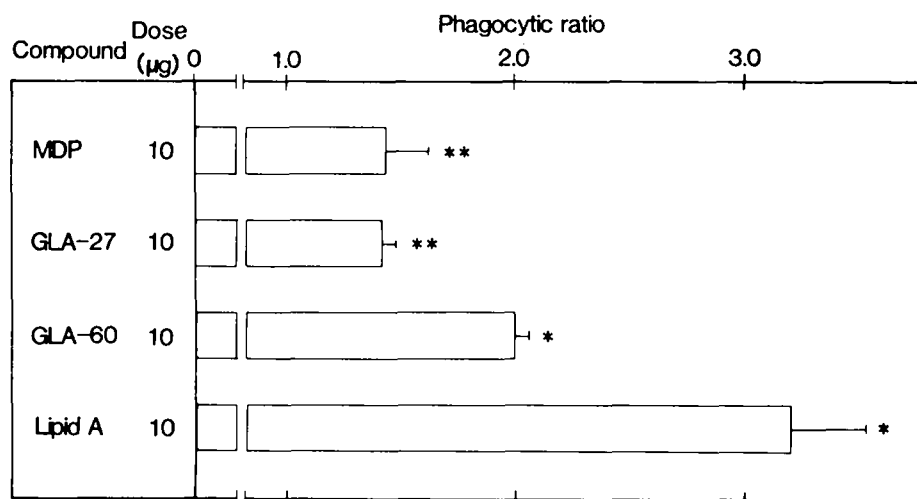 Phagocytic ratio
Compound Dose (μg) 0 1.0 2.0 3.0
MDP 10 **
GLA-27 10 **
GLA-60 10 *
Lipid A 10 *